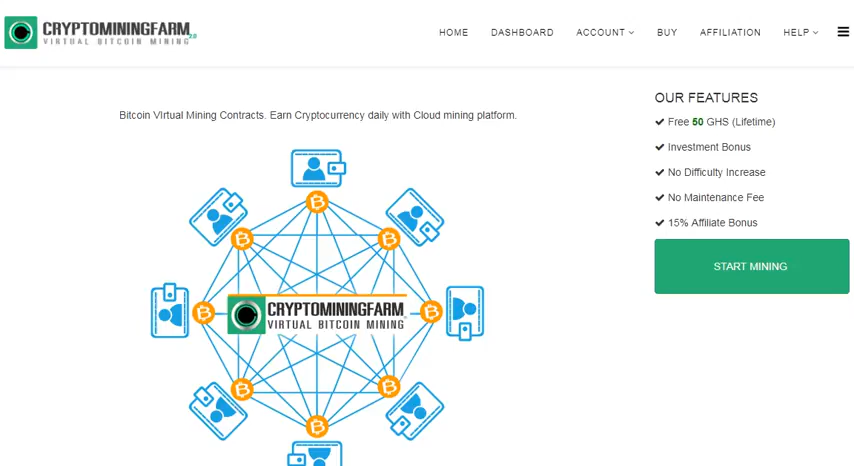 CRYPTOMININGFARM 2.0
VIRTUAL BITCOIN MINING
HOME DASHBOARD ACCOUNT BUY AFFILIATION HELP
Bitcoin VIrtual Mining Contracts. Earn Cryptocurrency daily with Cloud mining platform.
CRYPTOMININGFARM
VIRTUAL BITCOIN MINING
OUR FEATURES
Free 50 GHS (Lifetime)
Investment Bonus
No Difficulty Increase
No Maintenance Fee
15% Affiliate Bonus
START MINING